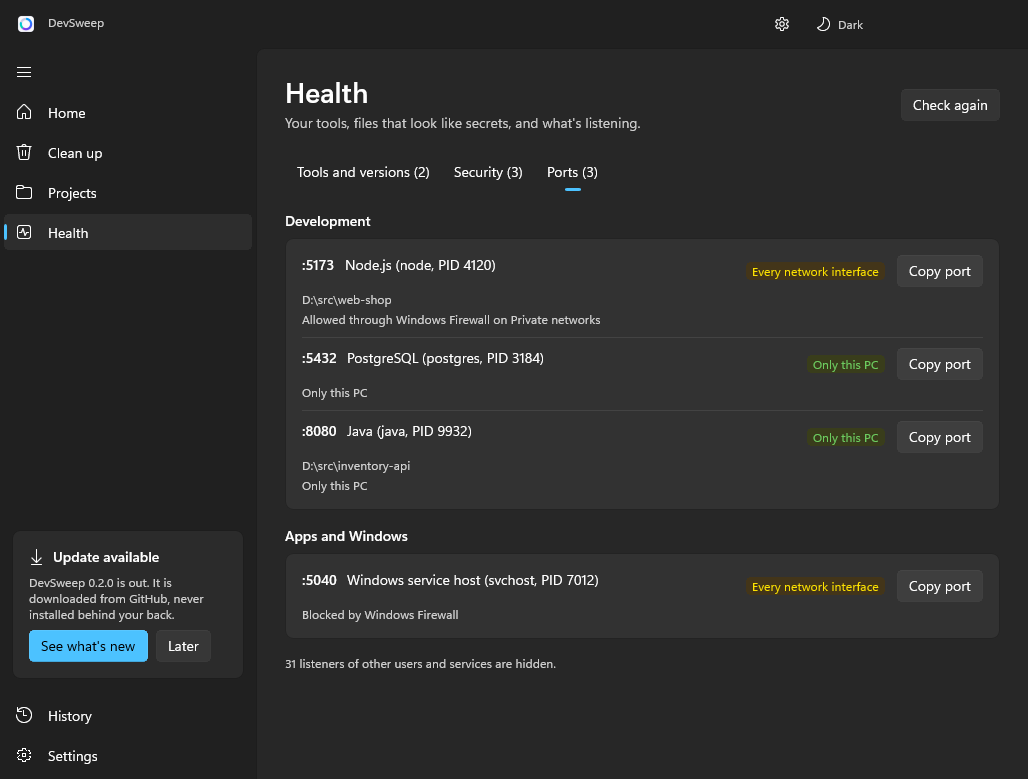 DevSweep
Dark
Home
Clean up
Projects
Health
Health
Your tools, files that look like secrets, and what's listening.
Check again
Tools and versions (2)
Security (3)
Ports (3)
Development
:5173 Node.js (node, PID 4120)
Every network interface
Copy port
D:\src\web-shop
Allowed through Windows Firewall on Private networks
:5432 PostgreSQL (postgres, PID 3184)
Only this PC
Copy port
Only this PC
:8080 Java (java, PID 9932)
Only this PC
Copy port
D:\src\inventory-api
Only this PC
Apps and Windows
:5040 Windows service host (svchost, PID 7012)
Every network interface
Copy port
Blocked by Windows Firewall
31 listeners of other users and services are hidden.
Update available
DevSweep 0.2.0 is out. It is
downloaded from GitHub, never
installed behind your back.
See what's new
Later
History
Settings